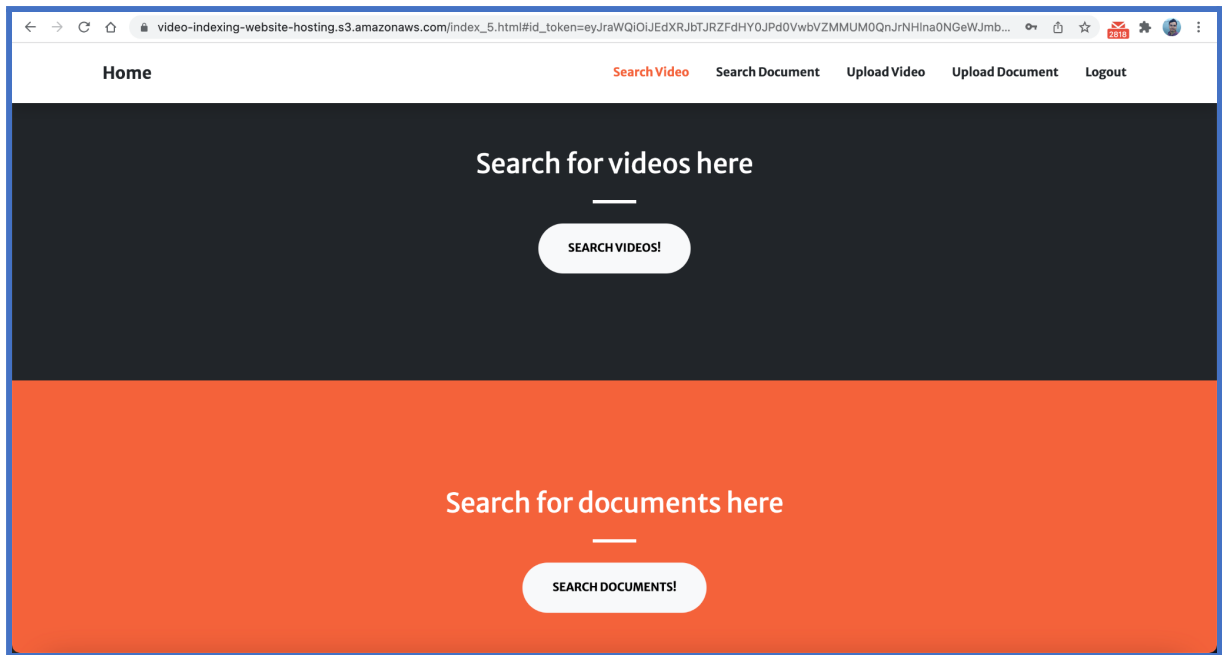 video-indexing-website-hosting.s3.amazonaws.com/index_5.html#id_token=eyJraWQiOiJEdXRJbTJRZFdHY0JPd0VwbVZMMUM0QnJrNHlna0NGeWJmb...
2818
Home Search Video Search Document Upload Video Upload Document Logout
Search for videos here
SEARCH VIDEOS!
Search for documents here
SEARCH DOCUMENTS!